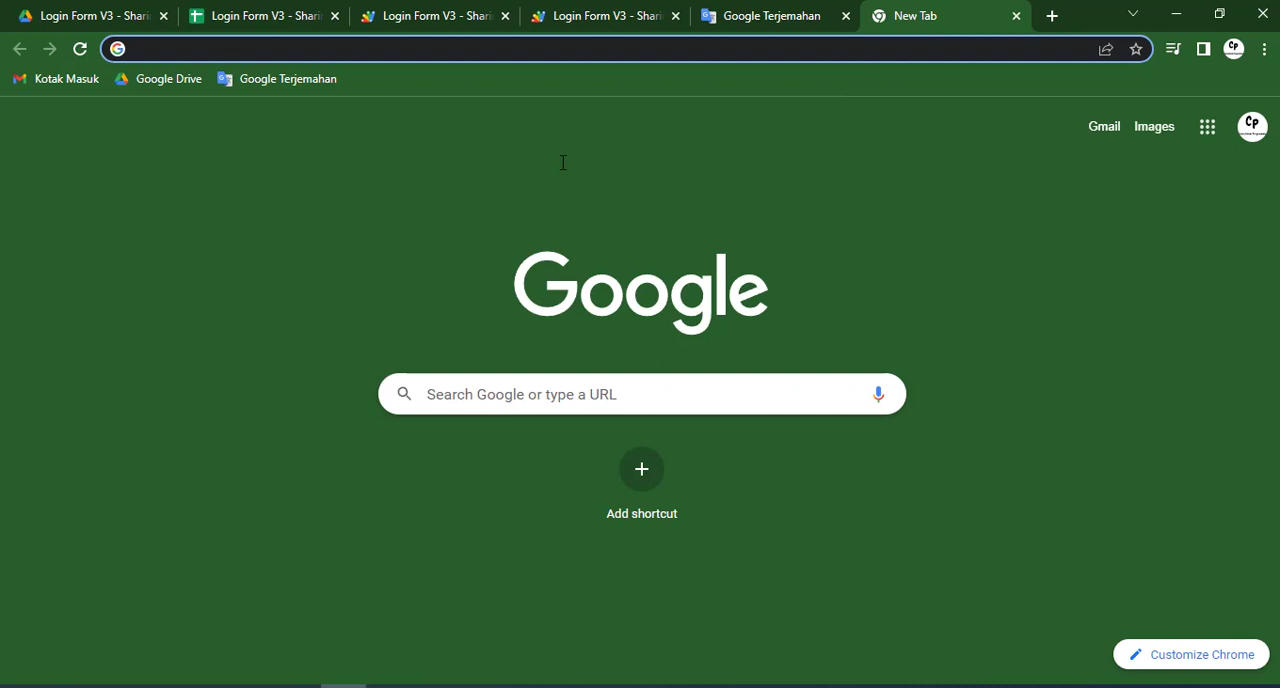 Login Form V3 - Shari
Login Form V3 - Shari
Login Form V3 - Shari
Login Form V3 - Shari
Google Terjemahan
New Tab
Kotak Masuk
Google Drive
Google Terjemahan
Gmail
Images
Google
Search Google or type a URL
Add shortcut
Customize Chrome